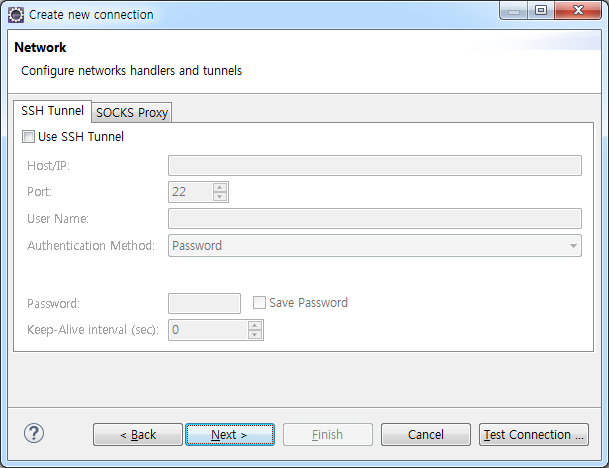 Create new connection
Network
Configure networks handlers and tunnels
SSH Tunnel SOCKS Proxy
Use SSH Tunnel
Host/IP:
Port: 22
User Name:
Authentication Method: Password
Password: Save Password
Keep-Alive interval (sec): 0
? < Back Next > Finish Cancel Test Connection ...